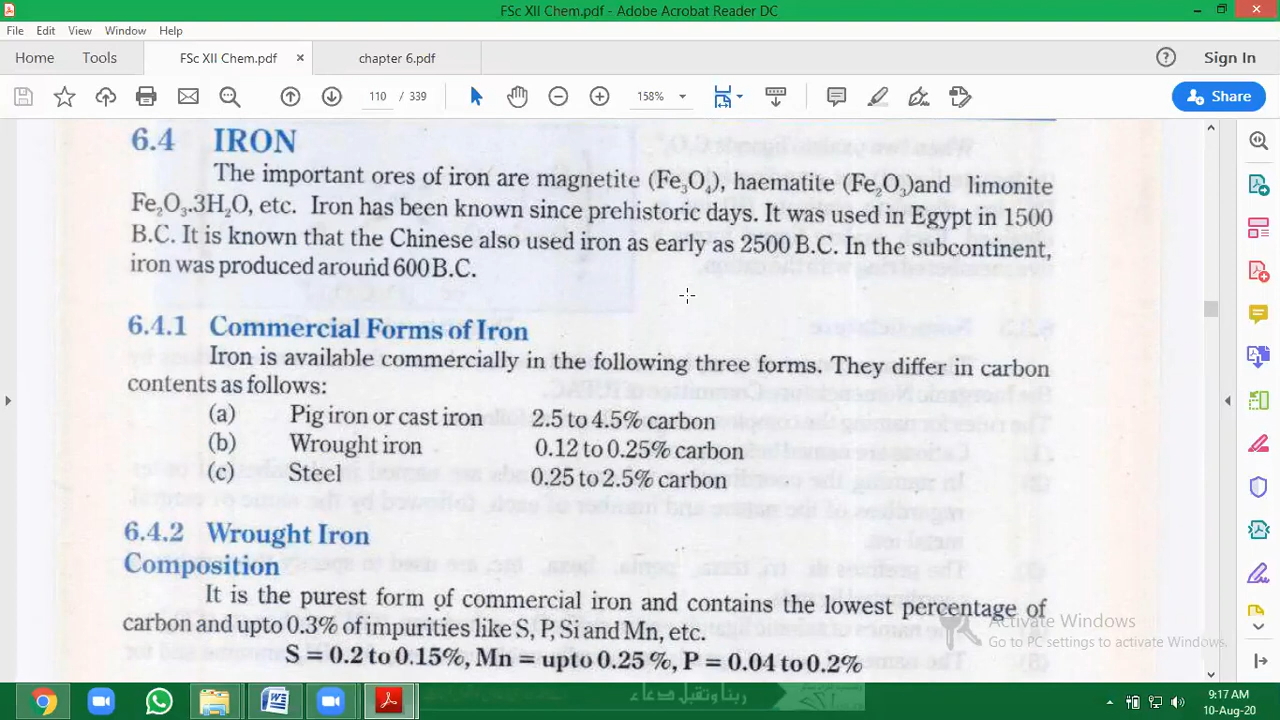 FSc XII Chem.pdf - Adobe Acrobat Reader DC
File Edit View Window Help
Home Tools FSc XII Chem.pdf × chapter 6.pdf Sign In
110 / 339 158% Share
6.4 IRON
The important ores of iron are magnetite (Fe₃O₄), haematite (Fe₂O₃)and limonite
Fe₂O₃.3H₂O, etc. Iron has been known since prehistoric days. It was used in Egypt in 1500
B.C. It is known that the Chinese also used iron as early as 2500 B.C. In the subcontinent,
iron was produced around 600 B.C.
6.4.1 Commercial Forms of Iron
Iron is available commercially in the following three forms. They differ in carbon
contents as follows:
(a) Pig iron or cast iron 2.5 to 4.5% carbon
(b) Wrought iron 0.12 to 0.25% carbon
(c) Steel 0.25 to 2.5% carbon
6.4.2 Wrought Iron
Composition
It is the purest form of commercial iron and contains the lowest percentage of
carbon and upto 0.3% of impurities like S, P, Si and Mn, etc.
S = 0.2 to 0.15%, Mn = upto 0.25%, P = 0.04 to 0.2%
Activate Windows
Go to PC settings to activate Windows.
ربنا وتقبل دعاء
9:17 AM
10-Aug-20